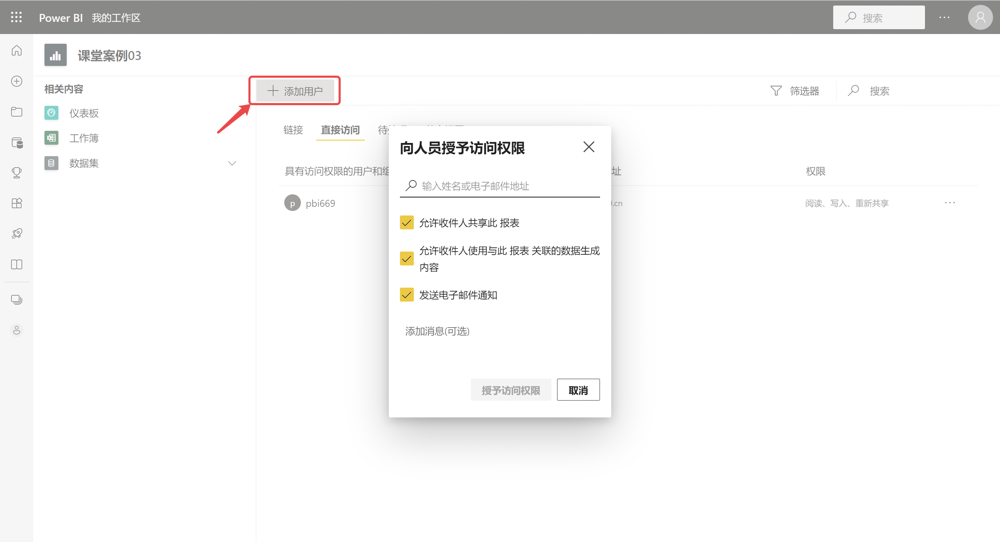 Power BI 我的工作区
搜索
课堂案例03
相关内容
添加用户
筛选器
搜索
仪表板
工作簿
数据集
链接
直接访问
具有访问权限的用户和组
址
权限
p pbi669
.cn
阅读、写入、重新共享
向人员授予访问权限
输入姓名或电子邮件地址
允许收件人共享此 报表
允许收件人使用与此 报表 关联的数据生成
内容
发送电子邮件通知
添加消息(可选)
授予访问权限
取消